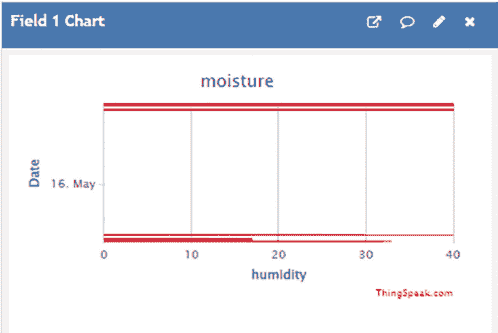 Field 1 Chart
moisture
Date
16. May
0 10 20 30 40
humidity
ThingSpeak.com